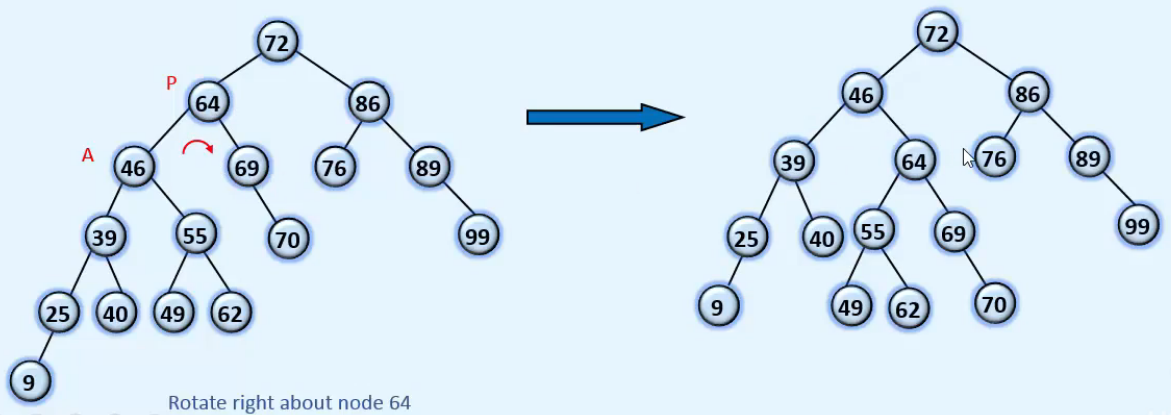 72 72
P 64 86 46 86
A 46 69 76 89 39 64 76 89
39 55 70 99 25 40 55 69 99
25 40 49 62 9 49 62 70
9
Rotate right about node 64